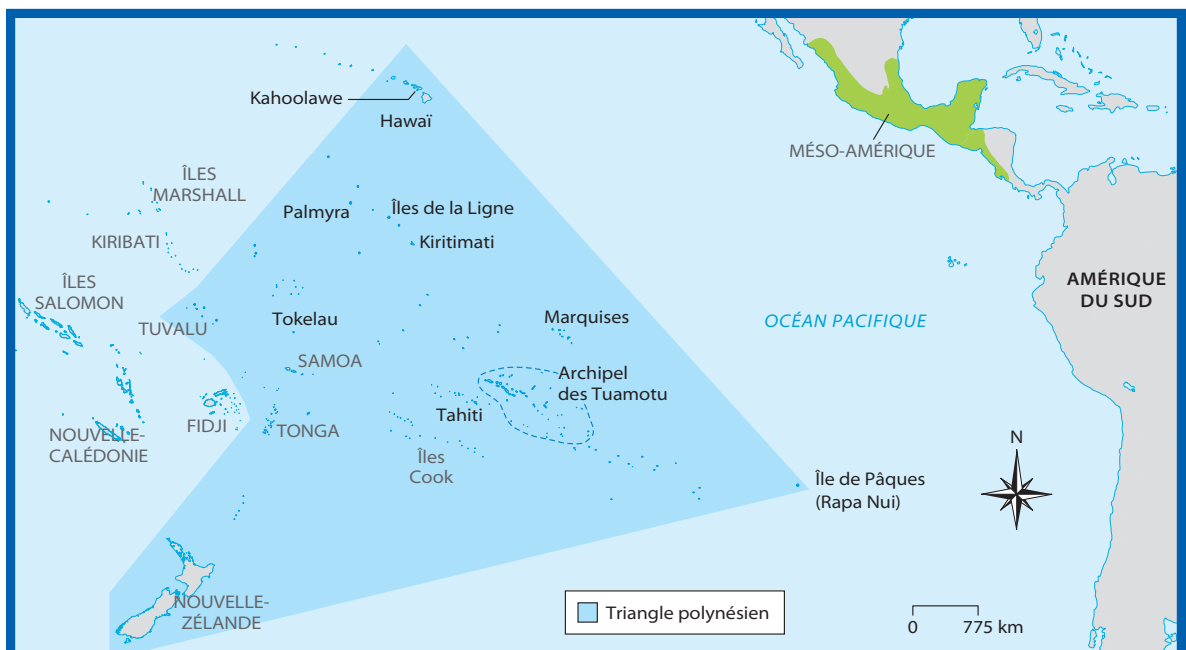 Kahoolawe
Hawaï
MÉSO-AMÉRIQUE
ÎLES
MARSHALL
Palmyra
Îles de la Ligne
KIRIBATI
Kiritimati
ÎLES
SALOMON
AMÉRIQUE
DU SUD
TUVALU
Tokelau
Marquises
OCÉAN PACIFIQUE
SAMOA
Archipel
des Tuamotu
Tahiti
FIDJI
TONGA
NOUVELLE-
CALÉDONIE
Îles
Cook
N
Île de Pâques
(Rapa Nui)
NOUVELLE-
ZÉLANDE
Triangle polynésien
0 775 km